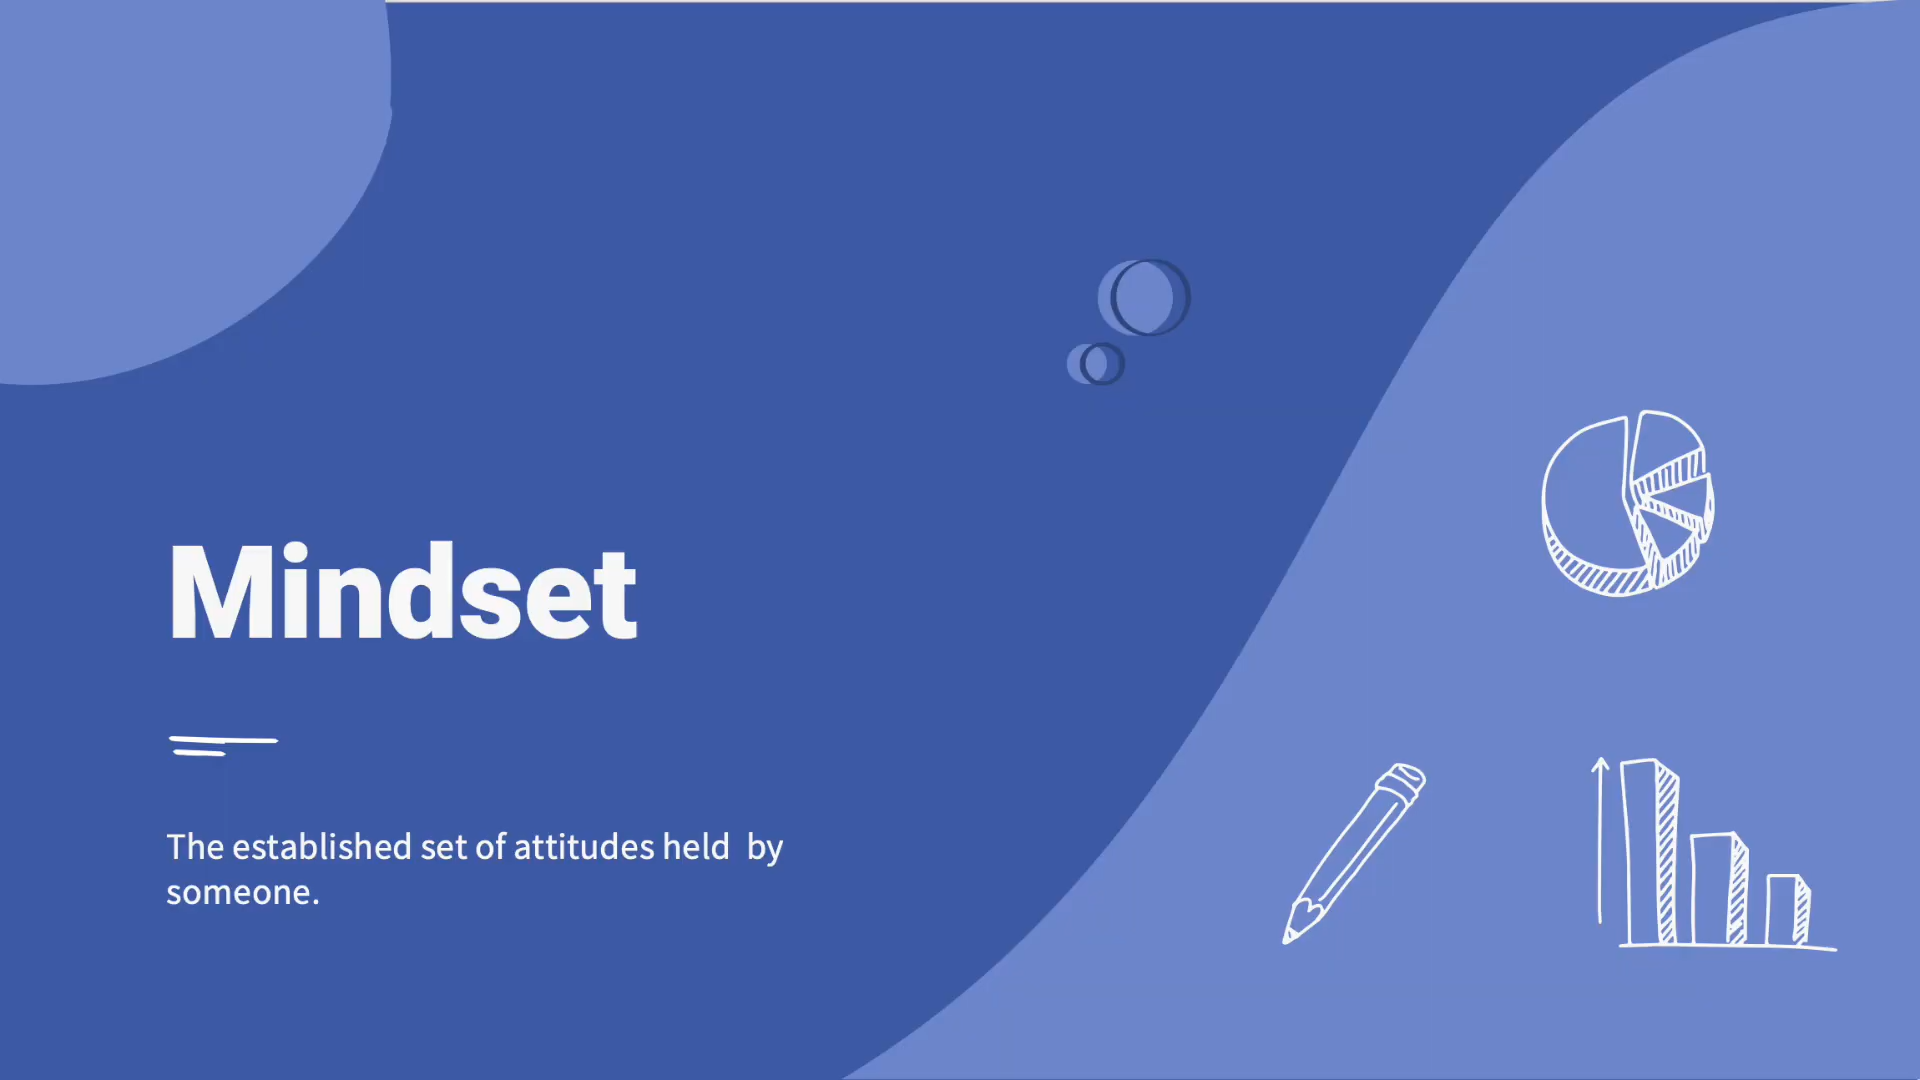 Mindset
The established set of attitudes held  by
someone.